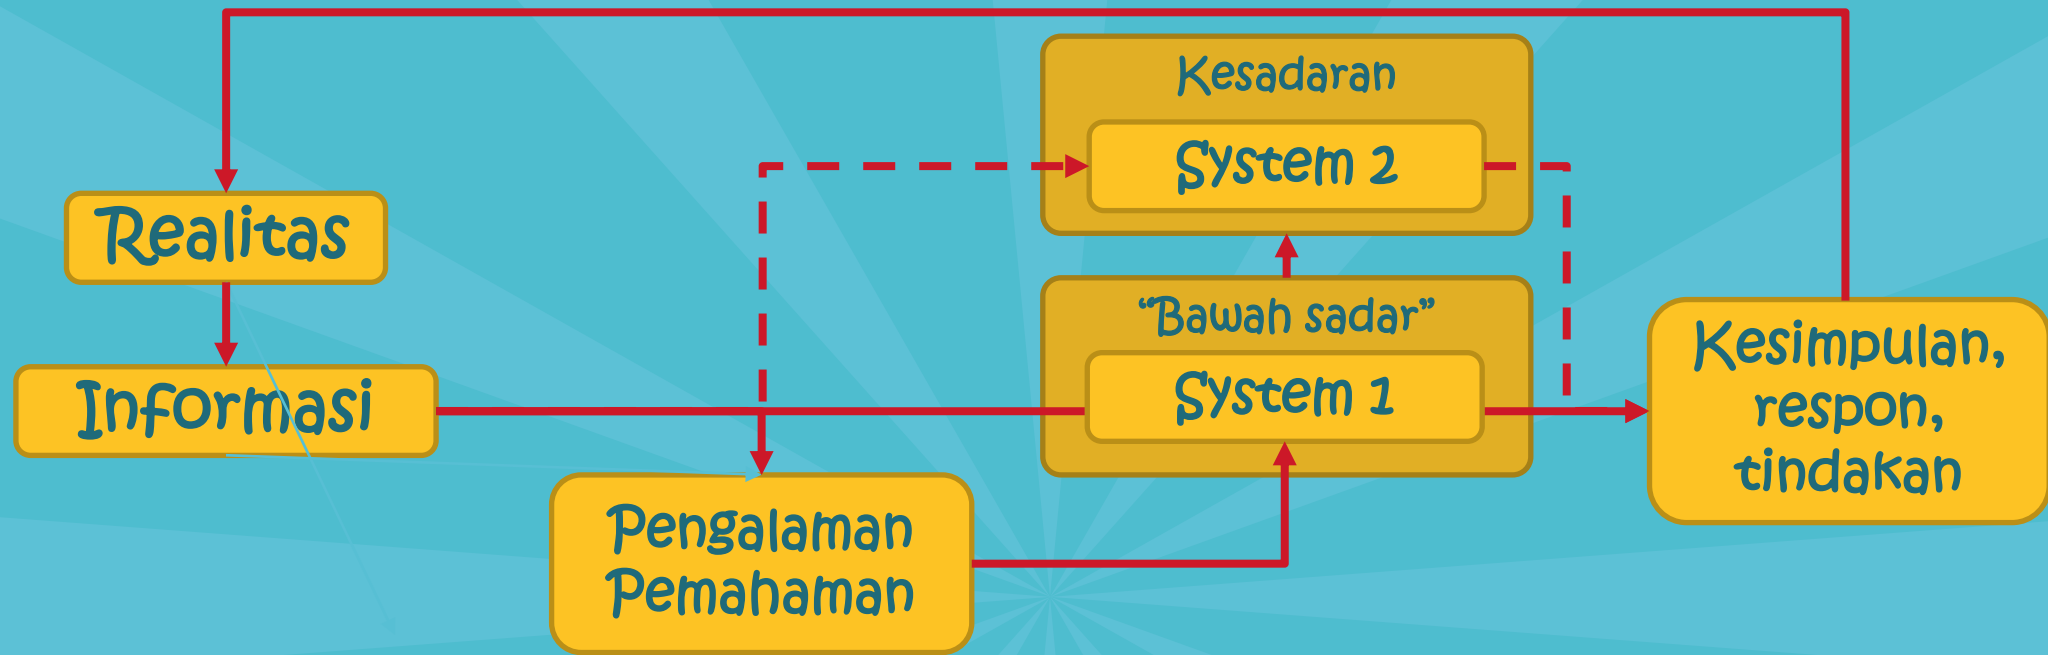 Kesadaran
System 2
Realitas
"Bawah sadar"
System 1
Informasi
Kesimpulan,
respon,
tindakan
Pengalaman
Pemahaman